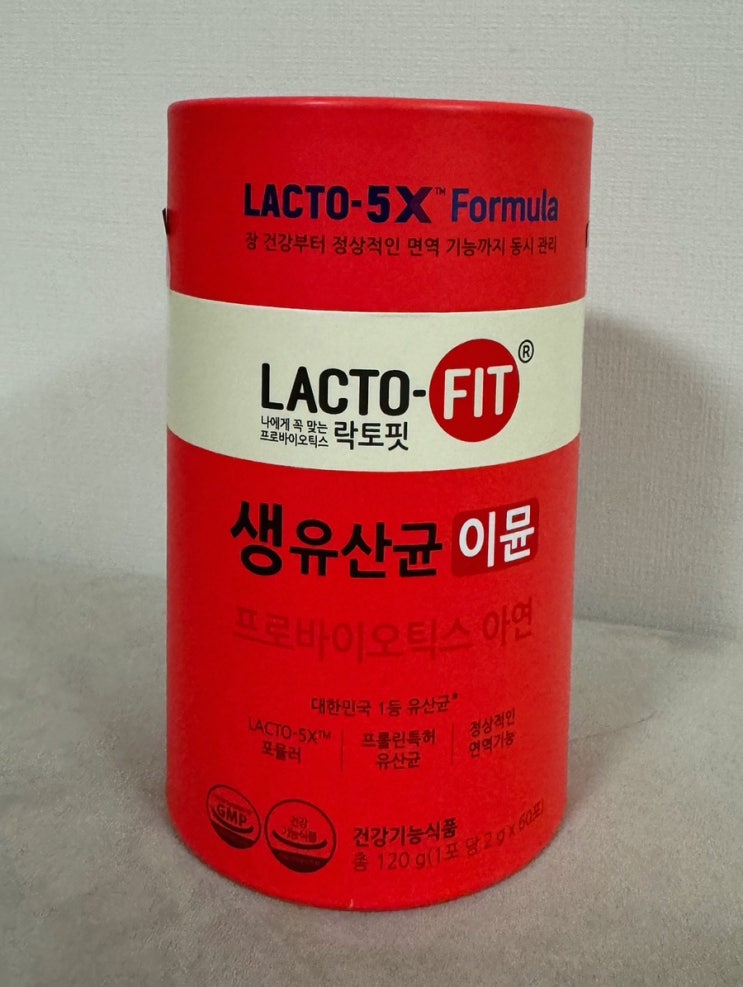 LACTO-5X™ Formula
장 건강부터 정상적인 면역 기능까지 동시 관리
LACTO-FIT®
나에게 꼭 맞는
프로바이오틱스 락토핏
생유산균 이뮨
프로바이오틱스 아연
대한민국 1등 유산균*
LACTO-5X™
포뮬러
프롤린특허
유산균
정상적인
면역기능
GMP
건강
기능식품
건강기능식품
총 120 g(1포 당 2 g x 60포)